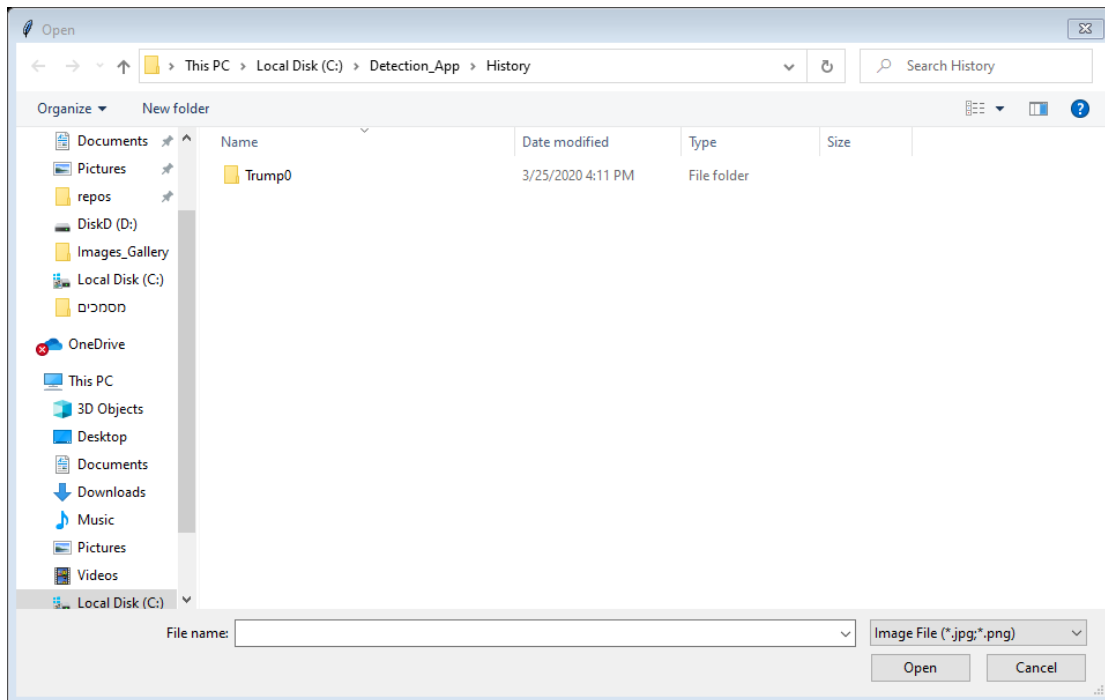 Open
This PC > Local Disk (C:) > Detection_App > History
Search History
Organize
New folder
Name
Date modified
Type
Size
Trump0
3/25/2020 4:11 PM
File folder
Documents
Pictures
repos
DiskD (D:)
Images_Gallery
Local Disk (C:)
מסמכים
OneDrive
This PC
3D Objects
Desktop
Documents
Downloads
Music
Pictures
Videos
Local Disk (C:)
File name:
Image File (*.jpg;*.png)
Open
Cancel